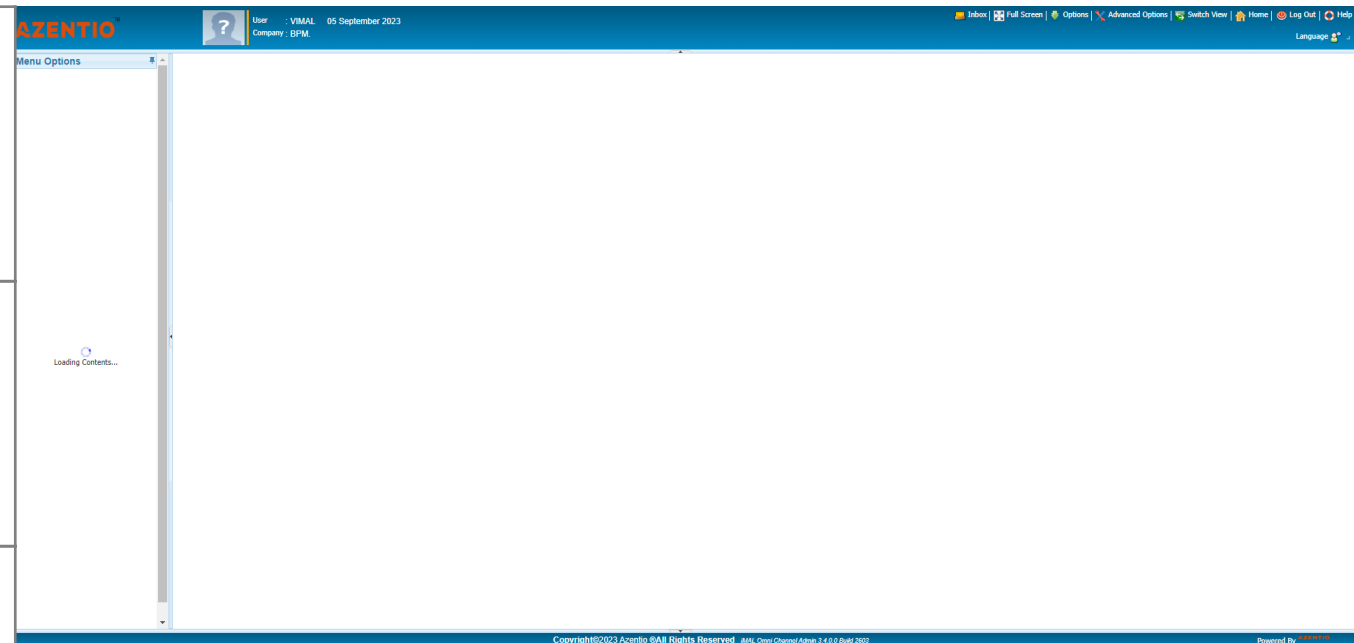 AZENTIO
User : VIMAL 05 September 2023
Company : BPM.
Inbox | Full Screen | Options | Advanced Options | Switch View | Home | Log Out | Help
Language
Menu Options
Loading Contents...
Copyright©2023 Azentio ®All Rights Reserved iMAL Omni Channel Admin 3.4.0.0 Build 2603
Powered By AZENTIO